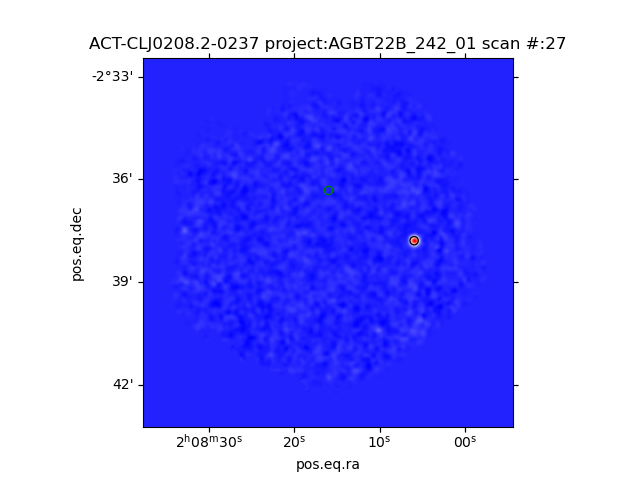 ACT-CLJ0208.2-0237 project:AGBT22B_242_01 scan #:27
-2°33'
36'
39'
42'
pos.eq.dec
2ʰ08ᵐ30ˢ 20ˢ 10ˢ 00ˢ
pos.eq.ra